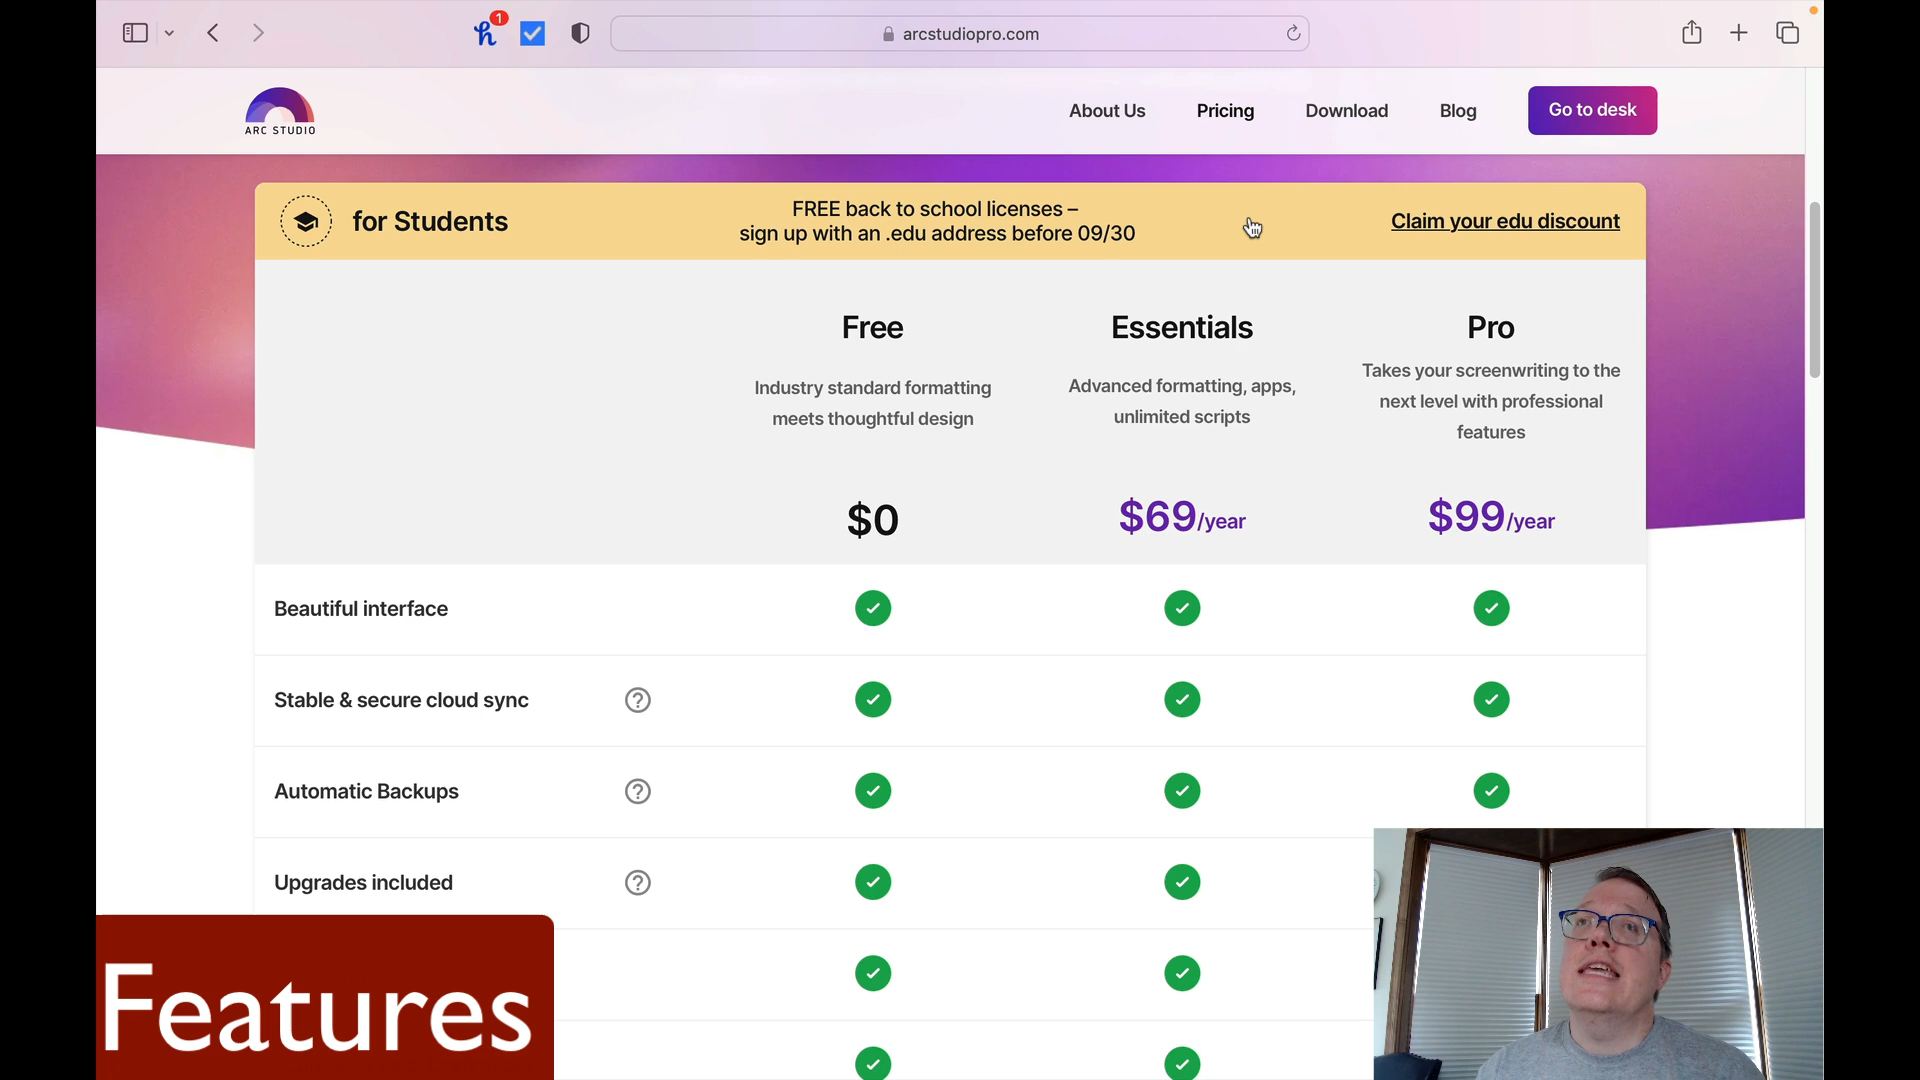 1
arcstudiopro.com
ARC STUDIO
About Us
Pricing
Download
Blog
Go to desk
for Students
FREE back to school licenses –
sign up with an .edu address before 09/30
Claim your edu discount
Free
Essentials
Pro
Industry standard formatting
meets thoughtful design
Advanced formatting, apps,
unlimited scripts
Takes your screenwriting to the
next level with professional
features
$0
$69/year
$99/year
Beautiful interface
Stable & secure cloud sync
?
Automatic Backups
?
Upgrades included
?
Features